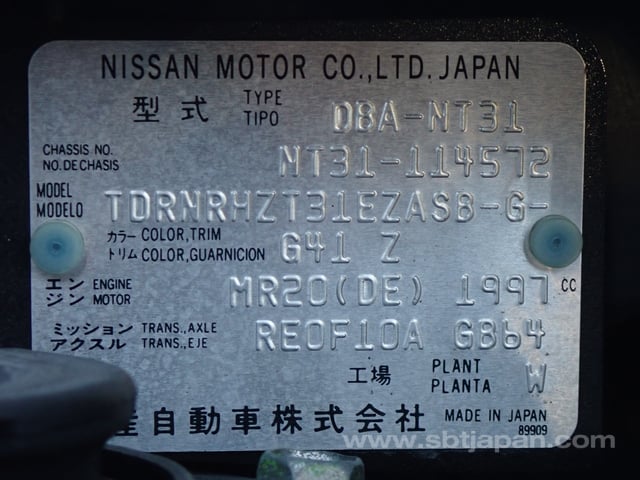 NISSAN MOTOR CO.,LTD. JAPAN
型式 TYPE TIPO DBA-NT31
CHASSIS NO. NO. DE CHASIS NT31-114572
MODEL MODELO TDRNRHZT31EZASB-G-
カラー トリム COLOR,TRIM COLOR,GUARNICION G41 Z
エンジン ENGINE MOTOR MR20(DE) 1997 CC
ミッション アクスル TRANS.,AXLE TRANS.,EJE RE0F10A GB64
工場 PLANT PLANTA W
産自動車株式会社 MADE IN JAPAN
89909
www.sbtjapan.com